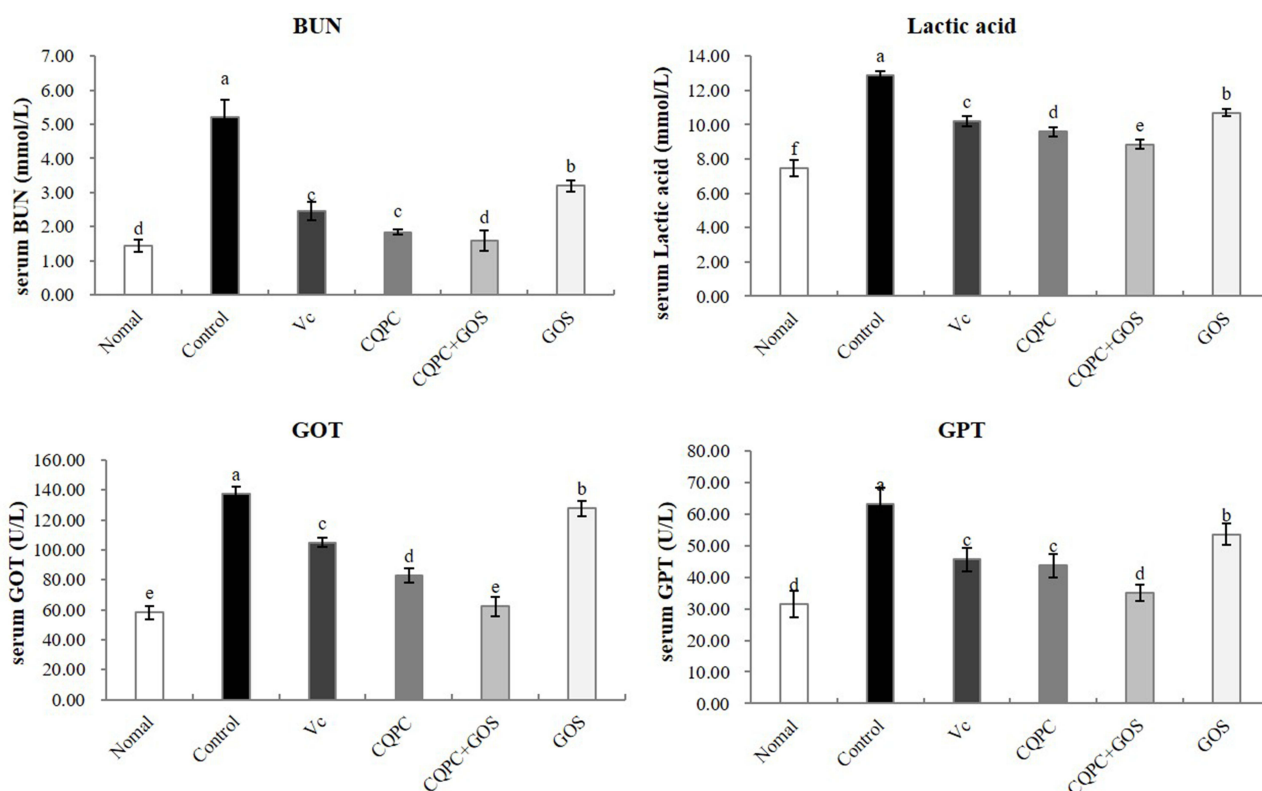 BUN
serum BUN (mmol/L)
7.00
6.00
5.00
4.00
3.00
2.00
1.00
0.00
d
a
c
c
d
b
Nomal
Control
Vc
CQPC
CQPC+GOS
GOS
Lactic acid
serum Lactic acid (mmol/L)
14.00
12.00
10.00
8.00
6.00
4.00
2.00
0.00
f
a
c
d
e
b
Nomal
Control
Vc
CQPC
CQPC+GOS
GOS
GOT
serum GOT (U/L)
160.00
140.00
120.00
100.00
80.00
60.00
40.00
20.00
0.00
e
a
c
d
e
b
Nomal
Control
Vc
CQPC
CQPC+GOS
GOS
GPT
serum GPT (U/L)
80.00
70.00
60.00
50.00
40.00
30.00
20.00
10.00
0.00
d
a
c
c
d
b
Nomal
Control
Vc
CQPC
CQPC+GOS
GOS